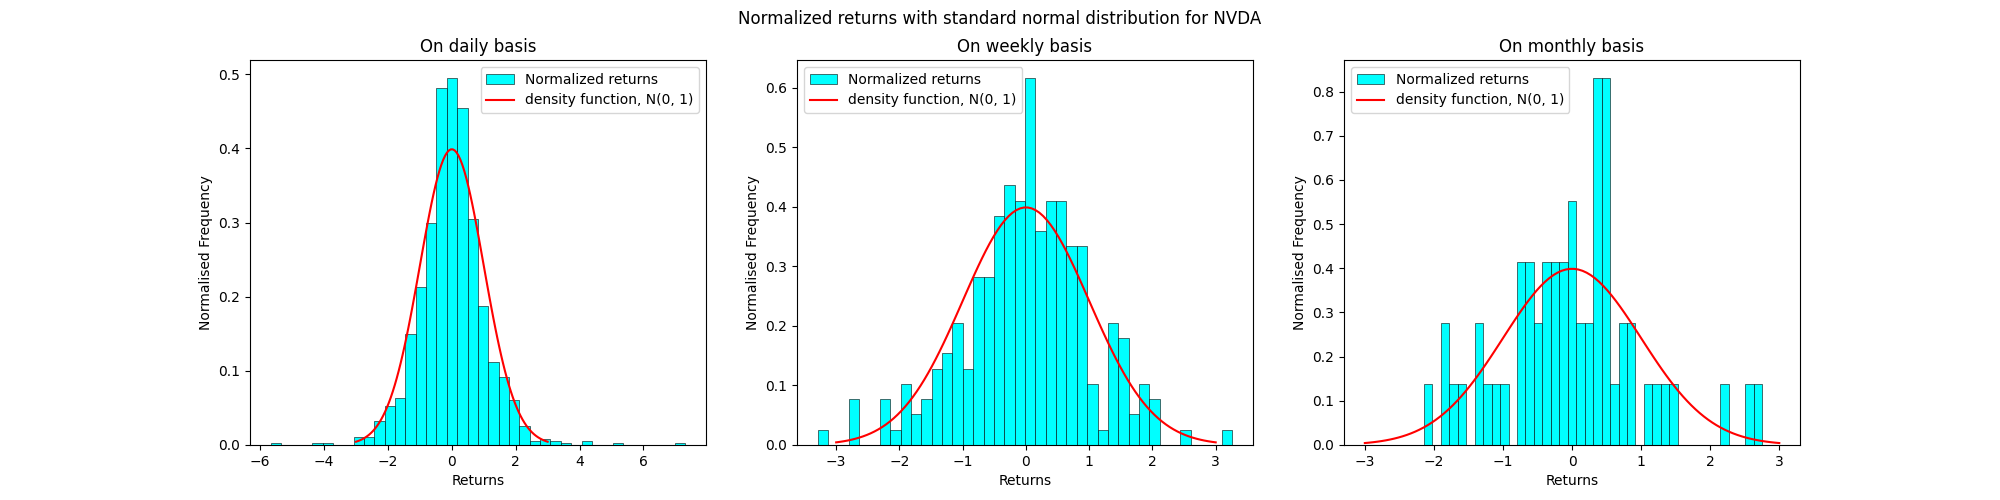 Normalized returns with standard normal distribution for NVDA
On daily basis
Normalized returns
density function, N(0, 1)
Normalised Frequency
0.5
0.4
0.3
0.2
0.1
0.0
−6 −4 −2 0 2 4 6
Returns
On weekly basis
Normalized returns
density function, N(0, 1)
Normalised Frequency
0.6
0.5
0.4
0.3
0.2
0.1
0.0
−3 −2 −1 0 1 2 3
Returns
On monthly basis
Normalized returns
density function, N(0, 1)
Normalised Frequency
0.8
0.7
0.6
0.5
0.4
0.3
0.2
0.1
0.0
−3 −2 −1 0 1 2 3
Returns